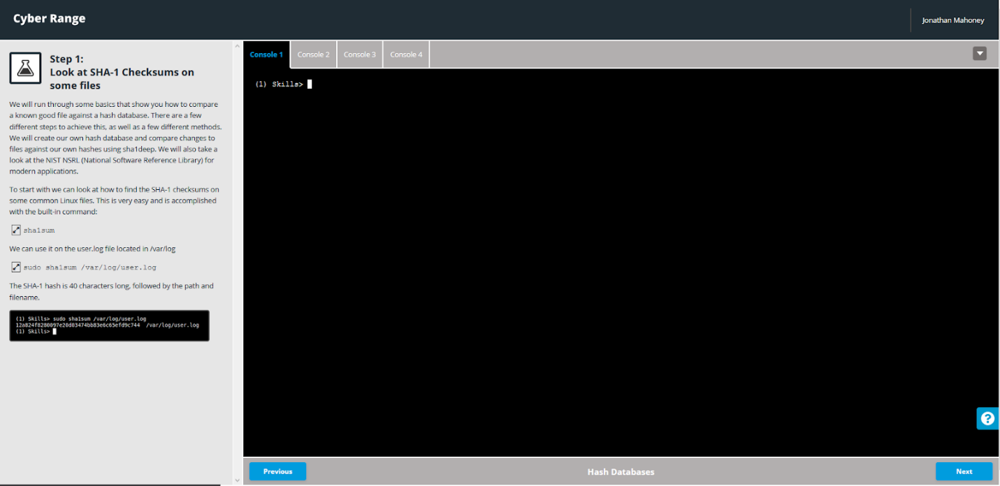 Cyber Range
Jonathan Mahoney
Step 1:
Look at SHA-1 Checksums on
some files
We will run through some basics that show you how to compare
a known good file against a hash database. There are a few
different steps to achieve this, as well as a few different methods.
We will create our own hash database and compare changes to
files against our own hashes using sha1deep. We will also take a
look at the NIST NSRL (National Software Reference Library) for
modern applications.
To start with we can look at how to find the SHA-1 checksums on
some common Linux files. This is very easy and is accomplished
with the built-in command:
sha1sum
We can use it on the user.log file located in /var/log
sudo sha1sum /var/log/user.log
The SHA-1 hash is 40 characters long, followed by the path and
filename.
(1) Skills> sudo sha1sum /var/log/user.log
12a824f8280097e20d03474bb83e6c65efd9c744 /var/log/user.log
(1) Skills>
Console 1
Console 2
Console 3
Console 4
(1) Skills>
?
Previous
Hash Databases
Next